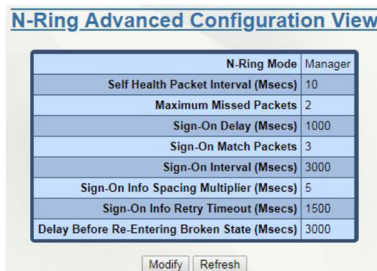 N-Ring Advanced Configuration View
N-Ring Mode Manager
Self Health Packet Interval (Msecs) 10
Maximum Missed Packets 2
Sign-On Delay (Msecs) 1000
Sign-On Match Packets 3
Sign-On Interval (Msecs) 3000
Sign-On Info Spacing Multiplier (Msecs) 5
Sign-On Info Retry Timeout (Msecs) 1500
Delay Before Re-Entering Broken State (Msecs) 3000
Modify Refresh